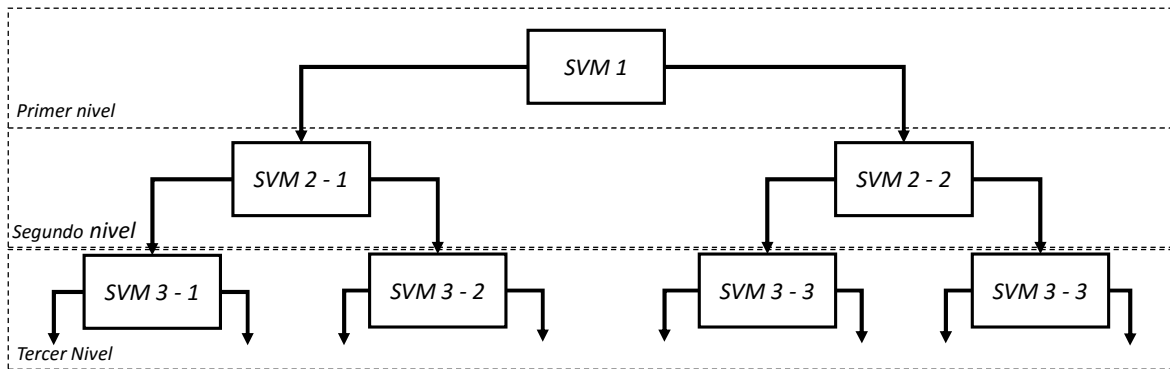 SVM 1
Primer nivel
SVM 2 - 1
SVM 2 - 2
Segundo nivel
SVM 3 - 1
SVM 3 - 2
SVM 3 - 3
SVM 3 - 3
Tercer Nivel